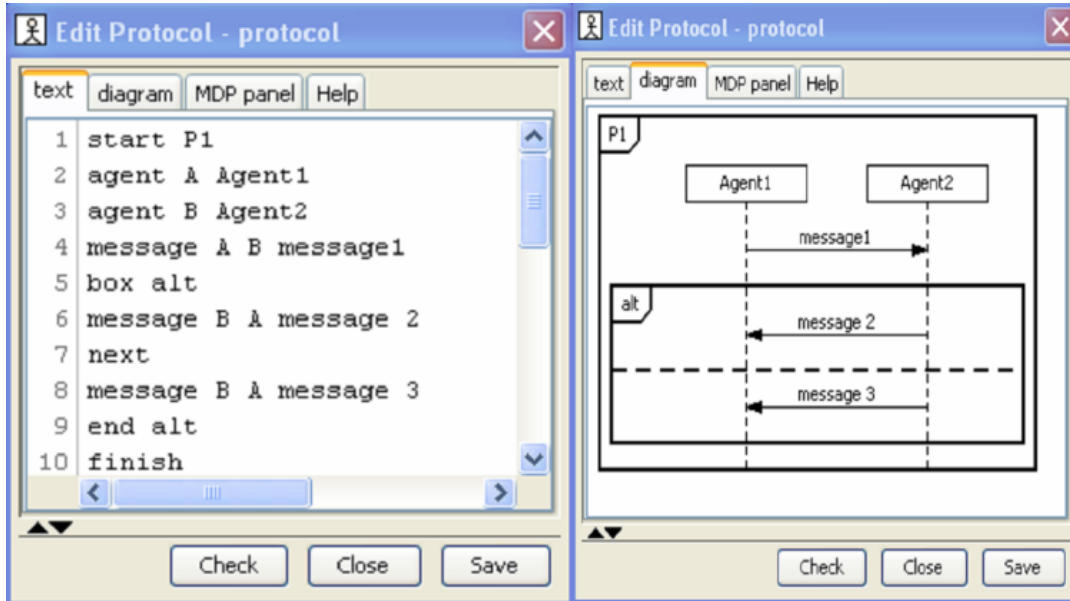 Edit Protocol - protocol
text diagram MDP panel Help
1 start P1
2 agent A Agent1
3 agent B Agent2
4 message A B message1
5 box alt
6 message B A message 2
7 next
8 message B A message 3
9 end alt
10 finish
Check Close Save
Edit Protocol - protocol
text diagram MDP panel Help
P1
Agent1 Agent2
message1
alt
message 2
message 3
Check Close Save